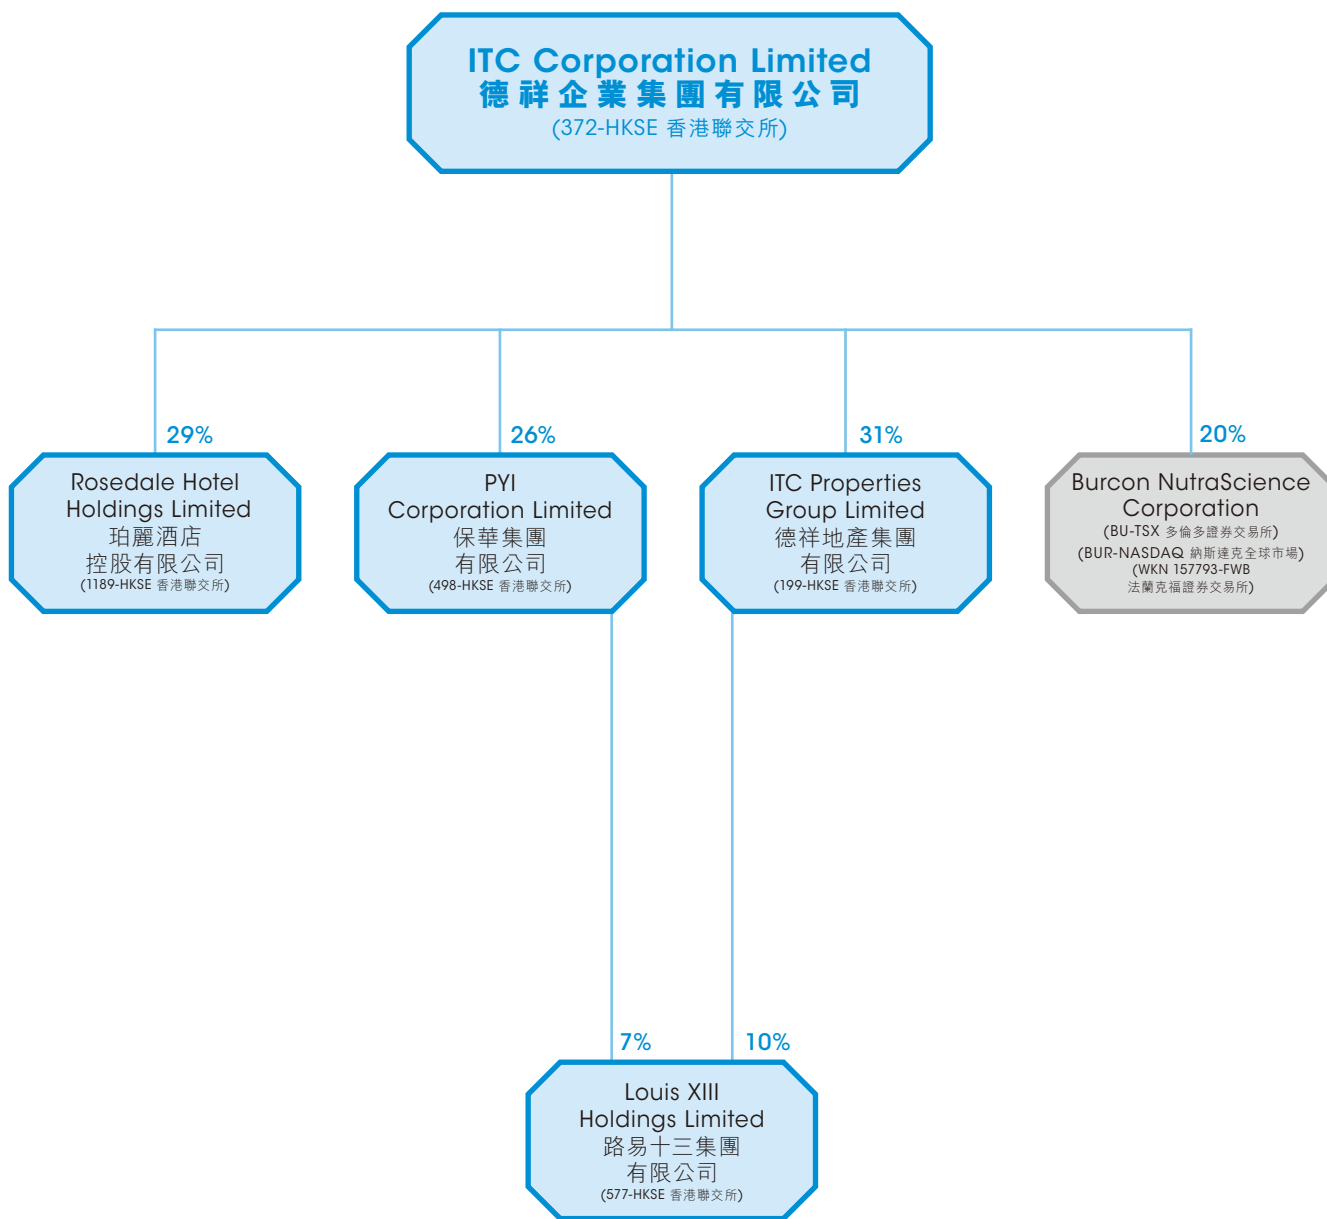 ITC Corporation Limited
德祥企業集團有限公司
(372-HKSE 香港聯交所)
29%
26%
31%
20%
Rosedale Hotel
Holdings Limited
珀麗酒店
控股有限公司
(1189-HKSE 香港聯交所)
PYI
Corporation Limited
保華集團
有限公司
(498-HKSE 香港聯交所)
ITC Properties
Group Limited
德祥地產集團
有限公司
(199-HKSE 香港聯交所)
Burcon NutraScience
Corporation
(BU-TSX 多倫多證券交易所)
(BUR-NASDAQ 納斯達克全球市場)
(WKN 157793-FWB
法蘭克福證券交易所)
7%
10%
Louis XIII
Holdings Limited
路易十三集團
有限公司
(577-HKSE 香港聯交所)